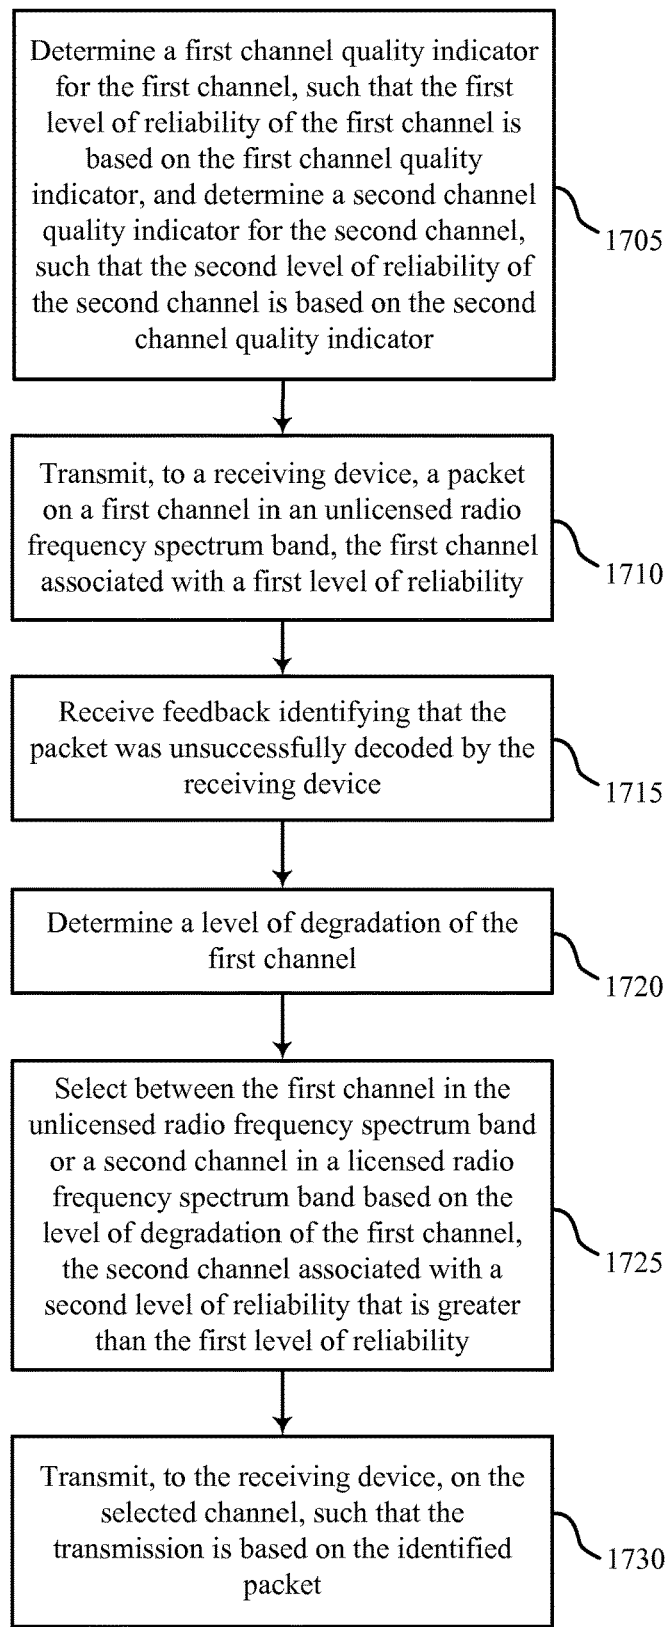 Determine a first channel quality indicator
for the first channel, such that the first
level of reliability of the first channel is
based on the first channel quality
indicator, and determine a second channel
quality indicator for the second channel,
such that the second level of reliability of
the second channel is based on the second
channel quality indicator
1705
Transmit, to a receiving device, a packet
on a first channel in an unlicensed radio
frequency spectrum band, the first channel
associated with a first level of reliability
1710
Receive feedback identifying that the
packet was unsuccessfully decoded by the
receiving device
1715
Determine a level of degradation of the
first channel
1720
Select between the first channel in the
unlicensed radio frequency spectrum band
or a second channel in a licensed radio
frequency spectrum band based on the
level of degradation of the first channel,
the second channel associated with a
second level of reliability that is greater
than the first level of reliability
1725
Transmit, to the receiving device, on the
selected channel, such that the
transmission is based on the identified
packet
1730